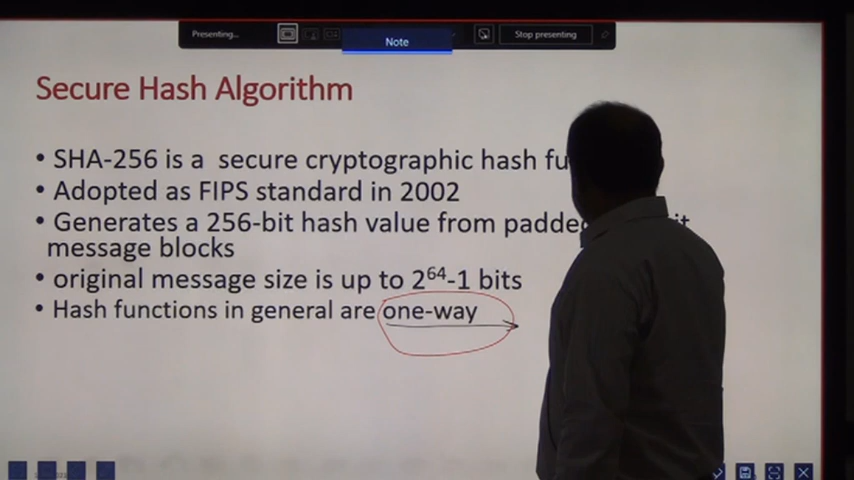 Presenting...
Note
Stop presenting
Secure Hash Algorithm
• SHA-256 is a secure cryptographic hash fu
• Adopted as FIPS standard in 2002
• Generates a 256-bit hash value from padde it
message blocks
• original message size is up to 2⁶⁴-1 bits
• Hash functions in general are one-way